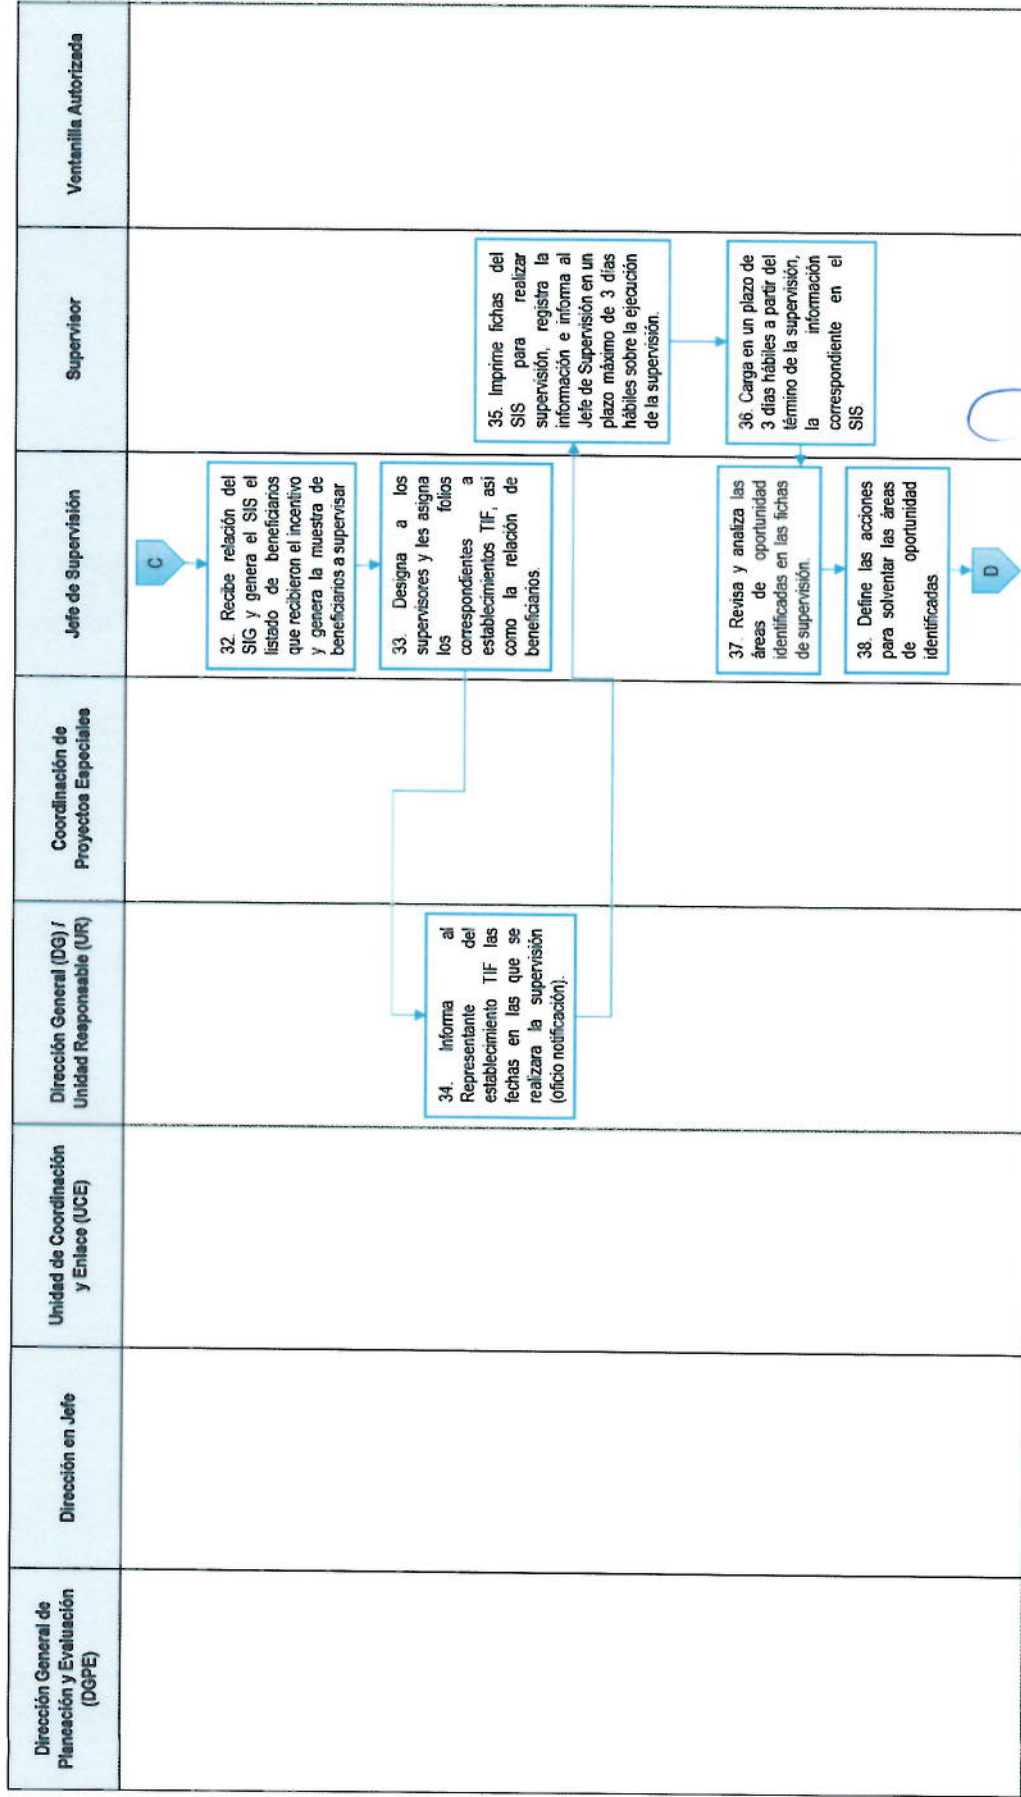 Dirección General de
Planeación y Evaluación
(DGPE)
Dirección en Jefe
Unidad de Coordinación
y Enlace (UCE)
Dirección General (DG) /
Unidad Responsable (UR)
Coordinación de
Proyectos Especiales
Jefe de Supervisión
Supervisor
Ventanilla Autorizada
C
32. Recibe relación del
SIG y genera el SIS el
listado de beneficiarios
que recibieron el incentivo
y genera la muestra de
beneficiarios a supervisar
33. Designa a los
supervisores y les asigna
los folios
correspondientes a
establecimientos TIF, así
como la relación de
beneficiarios.
34. Informa al
Representante del
establecimiento TIF las
fechas en las que se
realizara la supervisión
(oficio notificación).
35. Imprime fichas del
SIS para realizar
supervisión, registra la
información e informa al
Jefe de Supervisión en un
plazo máximo de 3 días
hábiles sobre la ejecución
de la supervisión.
36. Carga en un plazo de
3 días hábiles a partir del
término de la supervisión,
la información
correspondiente en el
SIS
37. Revisa y analiza las
áreas de oportunidad
identificadas en las fichas
de supervisión.
38. Define las acciones
para solventar las áreas
de oportunidad
identificadas.
D